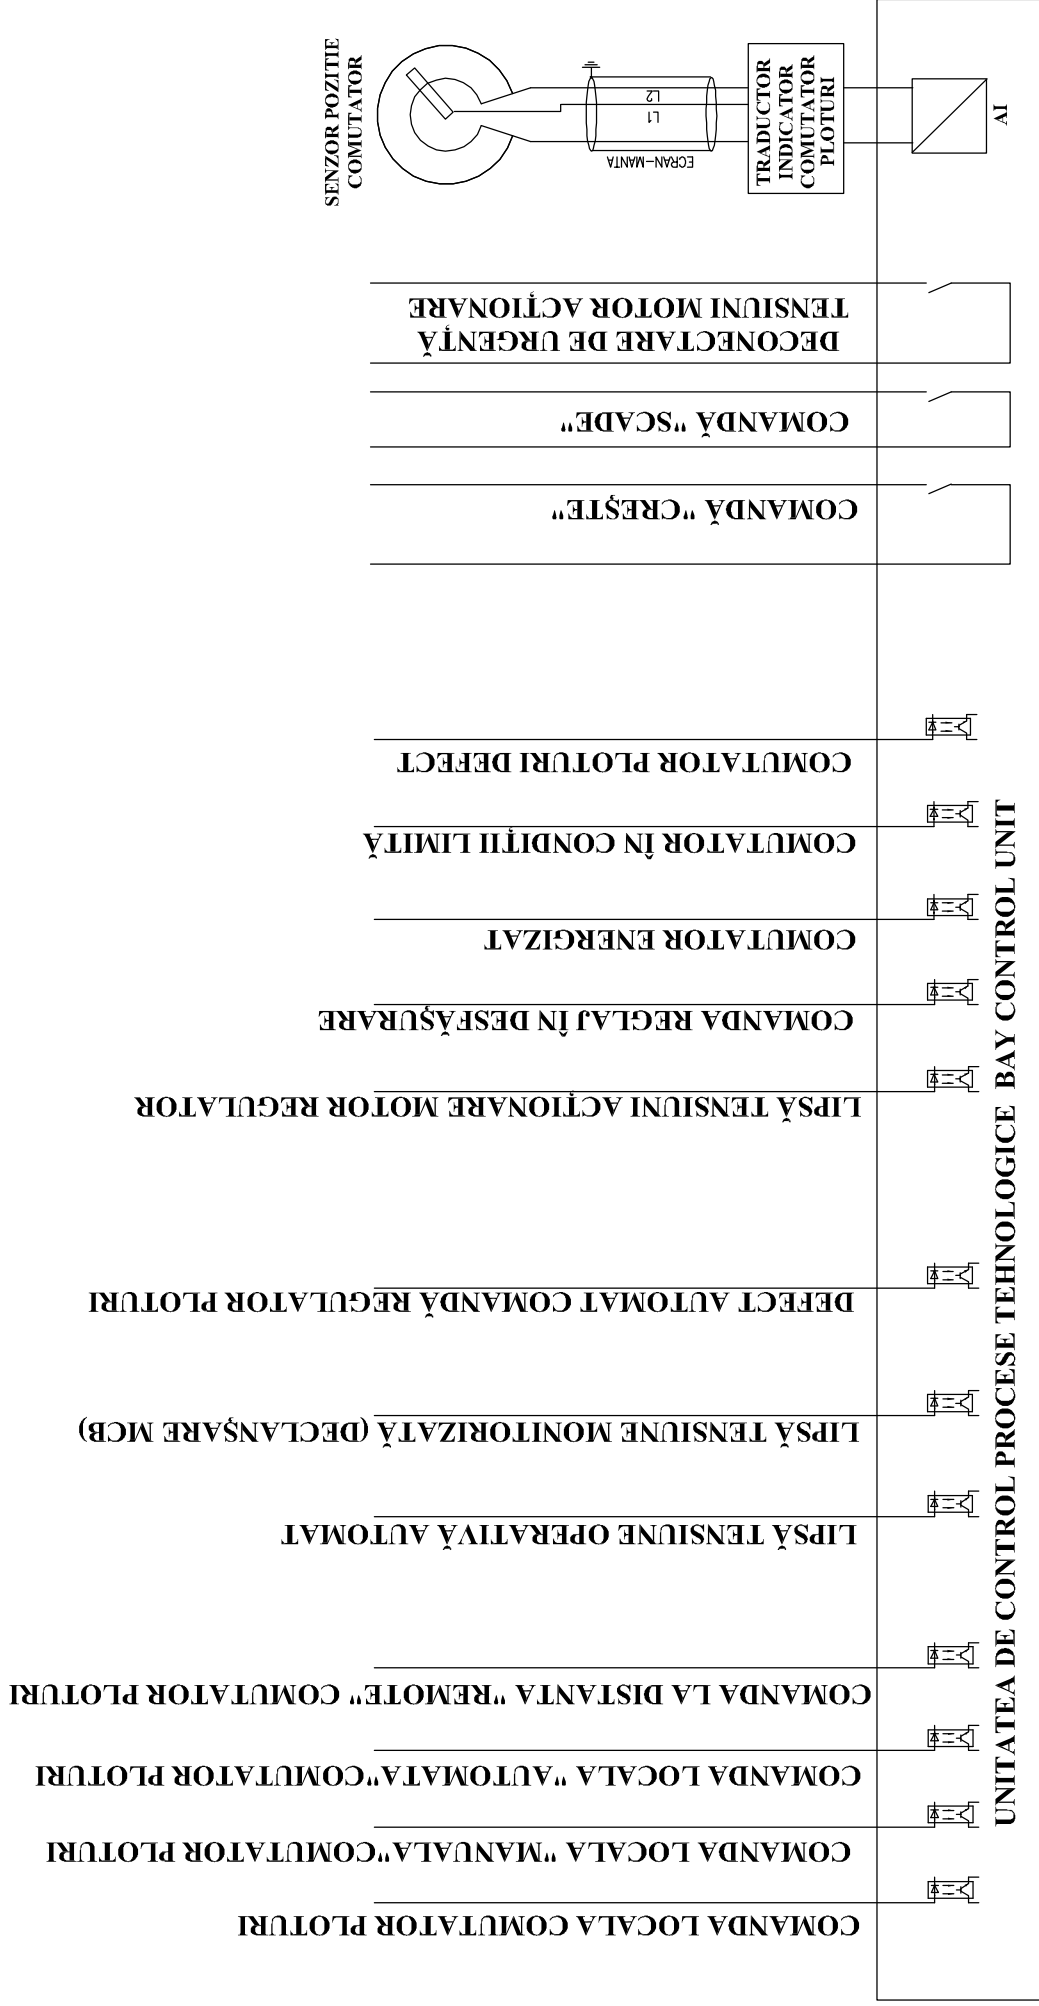 SENZOR POZITIE
COMUTATOR
L2
L1
ECRAN-MANTA
TRADUCTOR
INDICATOR
COMUTATOR
PLOTURI
AI
DECONECTARE DE URGENȚĂ
TENSIUNI MOTOR ACȚIONARE
COMANDĂ "SCADE"
COMANDĂ "CREȘTE"
COMUTATOR PLOTURI DEFECT
COMUTATOR ÎN CONDIȚII LIMITĂ
COMUTATOR ENERGIZAT
COMANDA REGLAJ ÎN DESFĂȘURARE
LIPSĂ TENSIUNI ACȚIONARE MOTOR REGULATOR
DEFECT AUTOMAT COMANDĂ REGULATOR PLOTURI
LIPSĂ TENSIUNE MONITORIZATĂ (DECLANȘARE MCB)
LIPSĂ TENSIUNE OPERATIVĂ AUTOMAT
COMANDA LA DISTANTA "REMOTE" COMUTATOR PLOTURI
COMANDA LOCALA "AUTOMATA"COMUTATOR PLOTURI
COMANDA LOCALA "MANUALA"COMUTATOR PLOTURI
COMANDA LOCALA COMUTATOR PLOTURI
UNITATEA DE CONTROL PROCESE TEHNOLOGICE BAY CONTROL UNIT